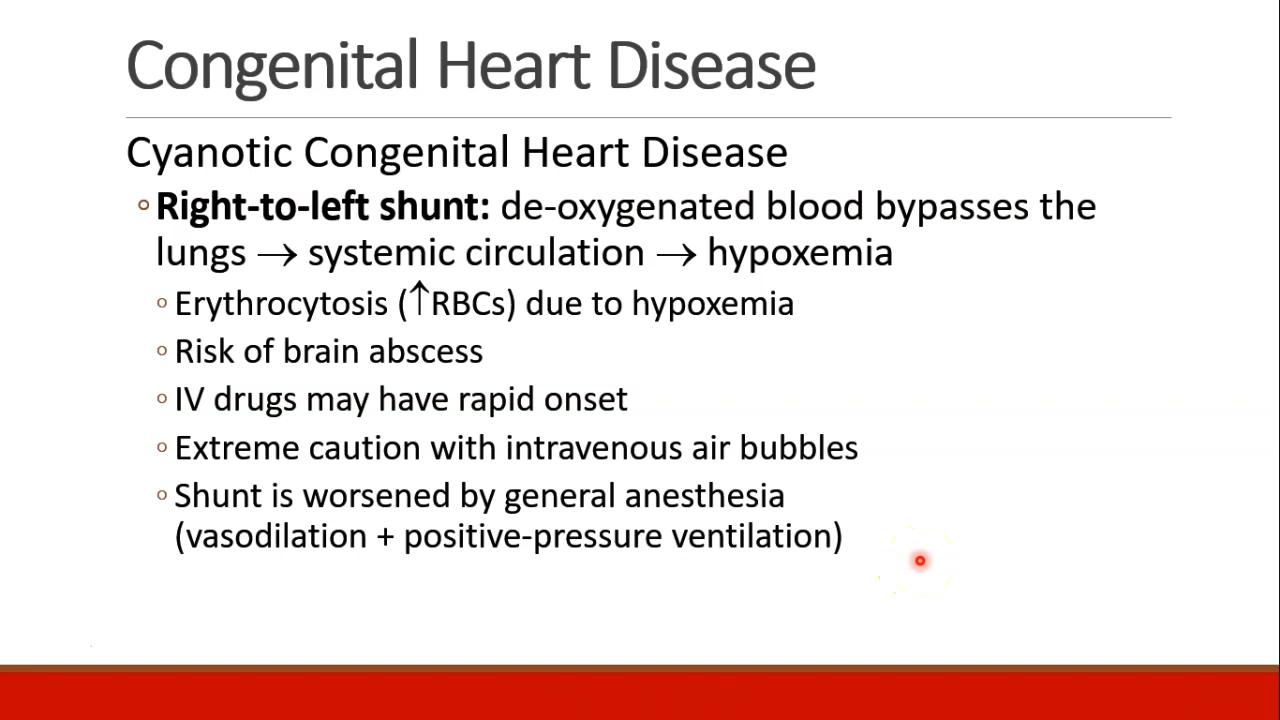 Congenital Heart Disease
Cyanotic Congenital Heart Disease
◦Right-to-left shunt: de-oxygenated blood bypasses the
lungs → systemic circulation → hypoxemia
◦Erythrocytosis (↑RBCs) due to hypoxemia
◦Risk of brain abscess
◦IV drugs may have rapid onset
◦Extreme caution with intravenous air bubbles
◦Shunt is worsened by general anesthesia
(vasodilation + positive-pressure ventilation)